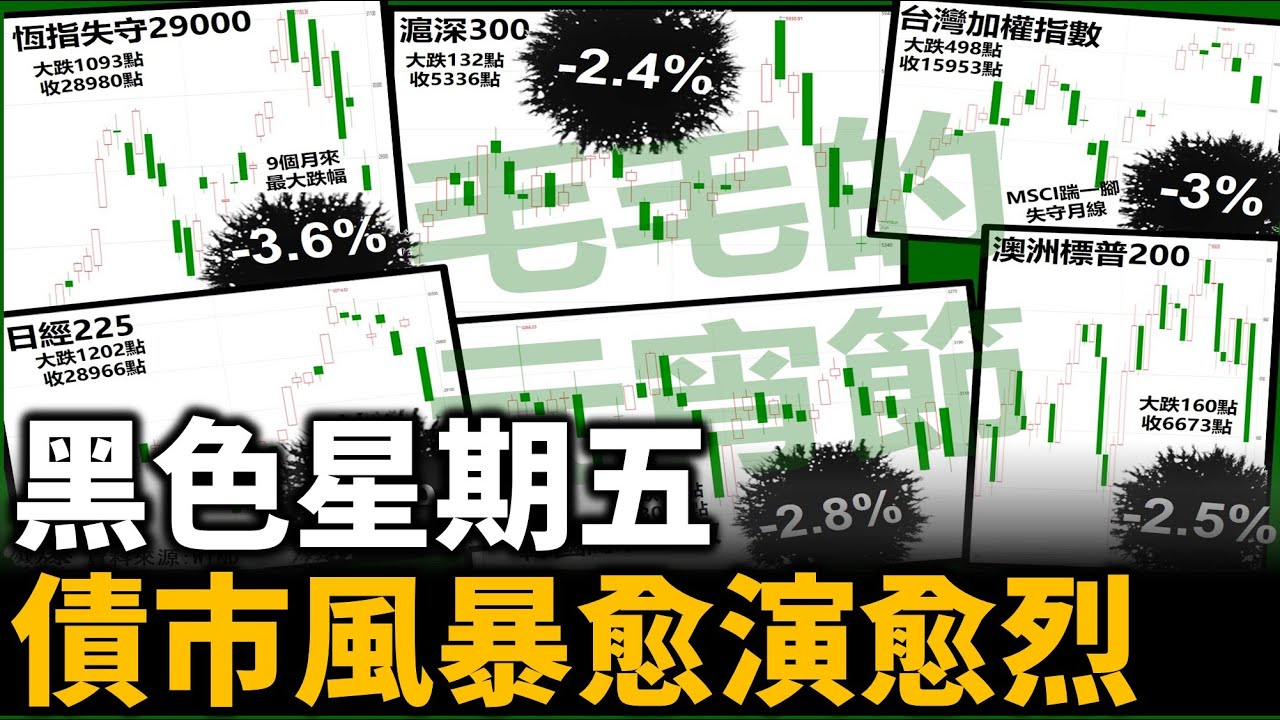 恆指失守29000
大跌1093點
收28980點
9個月來
最大跌幅
-3.6%
滬深300
大跌132點
收5336點
-2.4%
台灣加權指數
大跌498點
收15953點
MSCI踹一腳
失守月線
-3%
毛毛的
元宵節
日經225
大跌1202點
收28966點
-2.8%
澳洲標普200
大跌160點
收6673點
-2.5%
黑色星期五
債市風暴愈演愈烈